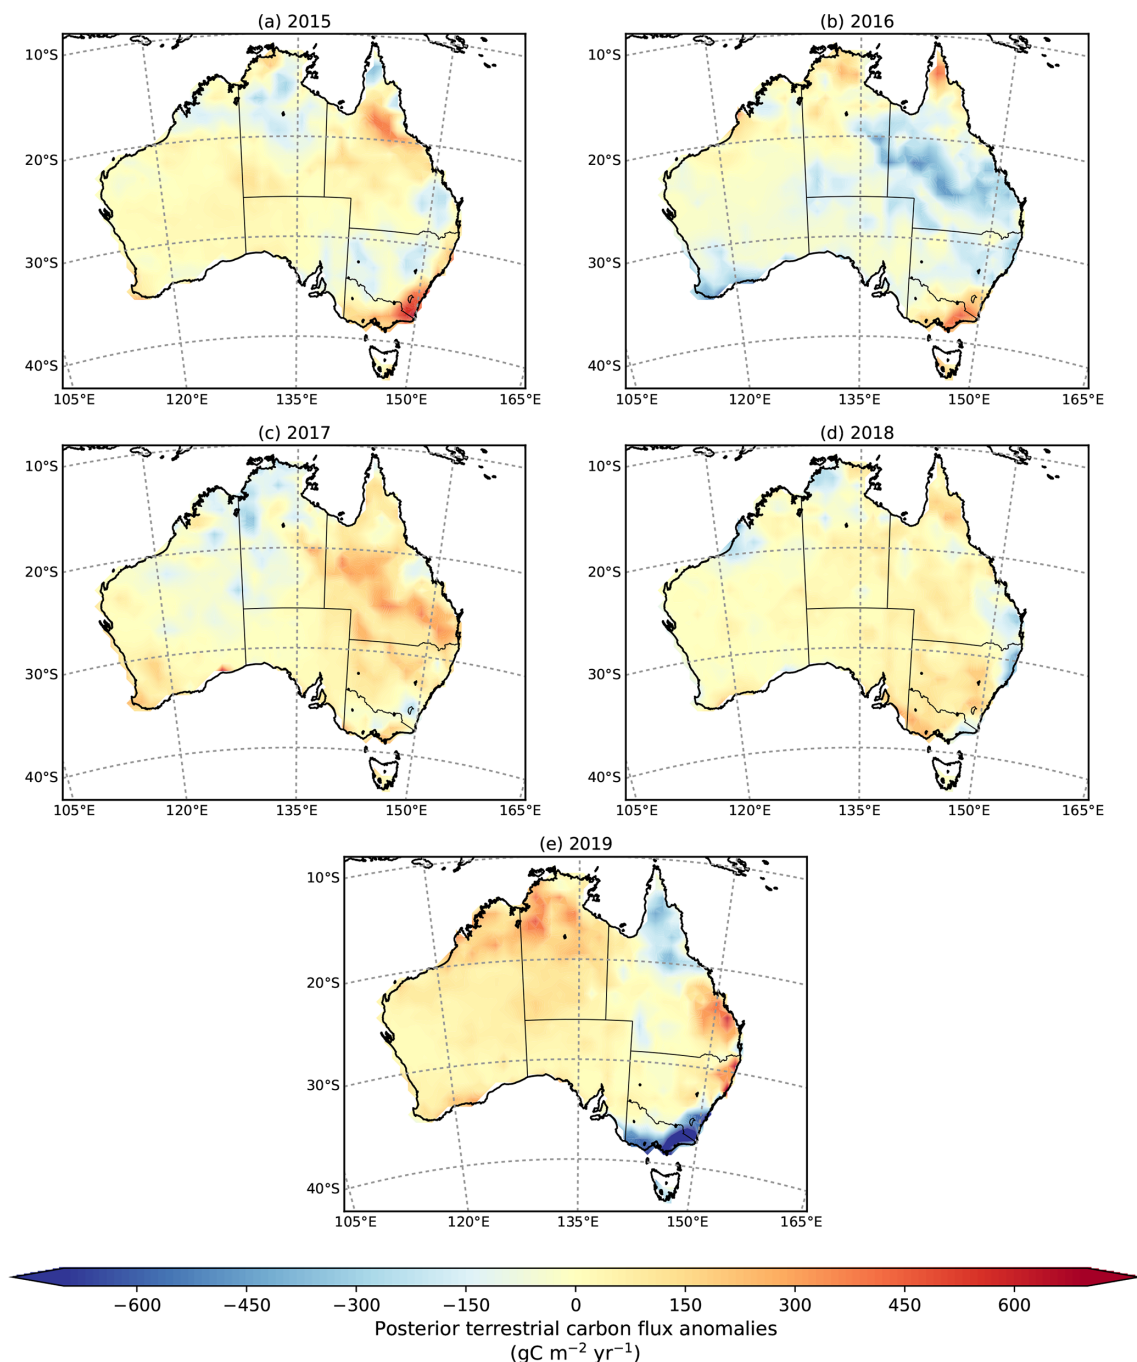 (a) 2015
(b) 2016
10°S
10°S
20°S
20°S
30°S
30°S
40°S
40°S
105°E 120°E 135°E 150°E 165°E
105°E 120°E 135°E 150°E 165°E
(c) 2017
(d) 2018
10°S
10°S
20°S
20°S
30°S
30°S
40°S
40°S
105°E 120°E 135°E 150°E 165°E
105°E 120°E 135°E 150°E 165°E
(e) 2019
10°S
20°S
30°S
40°S
105°E 120°E 135°E 150°E 165°E
−600 −450 −300 −150 0 150 300 450 600
Posterior terrestrial carbon flux anomalies
(gC m⁻² yr⁻¹)